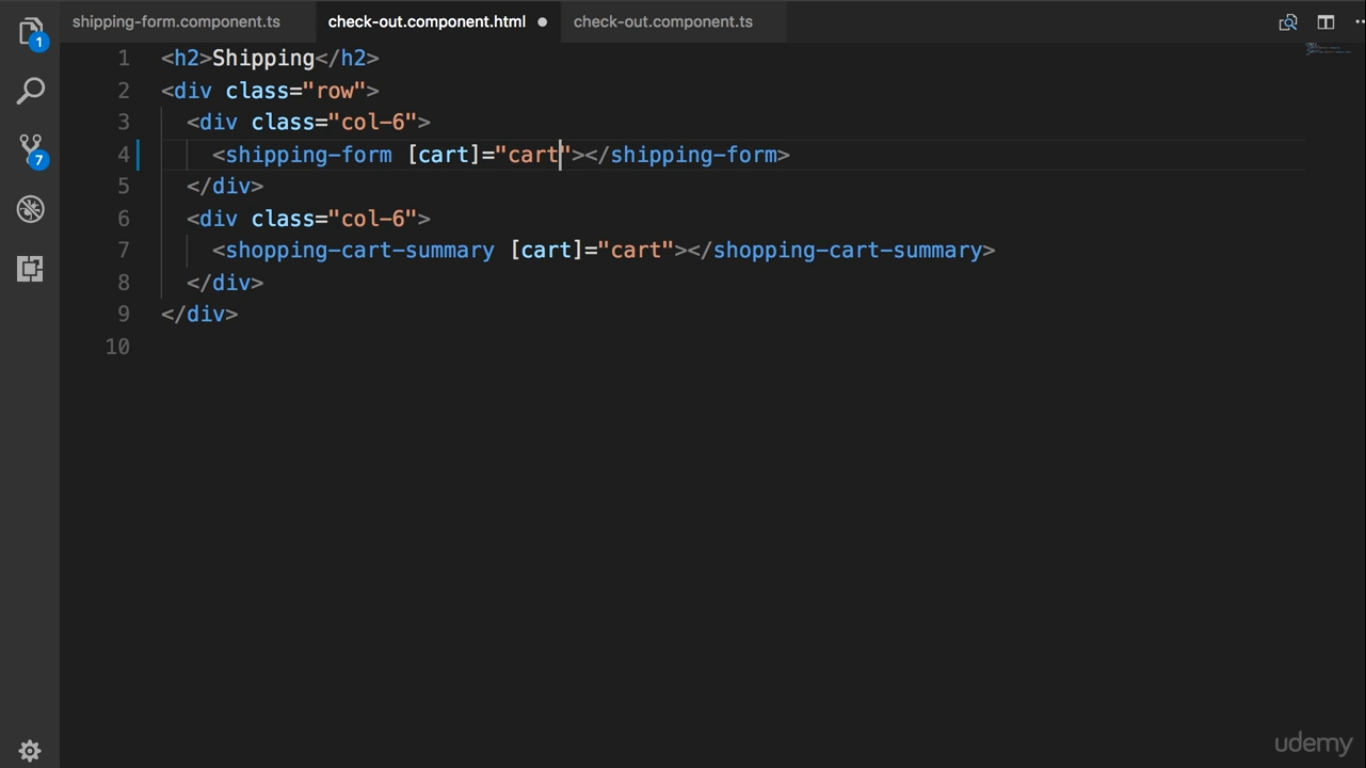 shipping-form.component.ts check-out.component.html check-out.component.ts
1
7
1 <h2>Shipping</h2>
2 <div class="row">
3 <div class="col-6">
4 <shipping-form [cart]="cart"></shipping-form>
5 </div>
6 <div class="col-6">
7 <shopping-cart-summary [cart]="cart"></shopping-cart-summary>
8 </div>
9 </div>
10
udemy